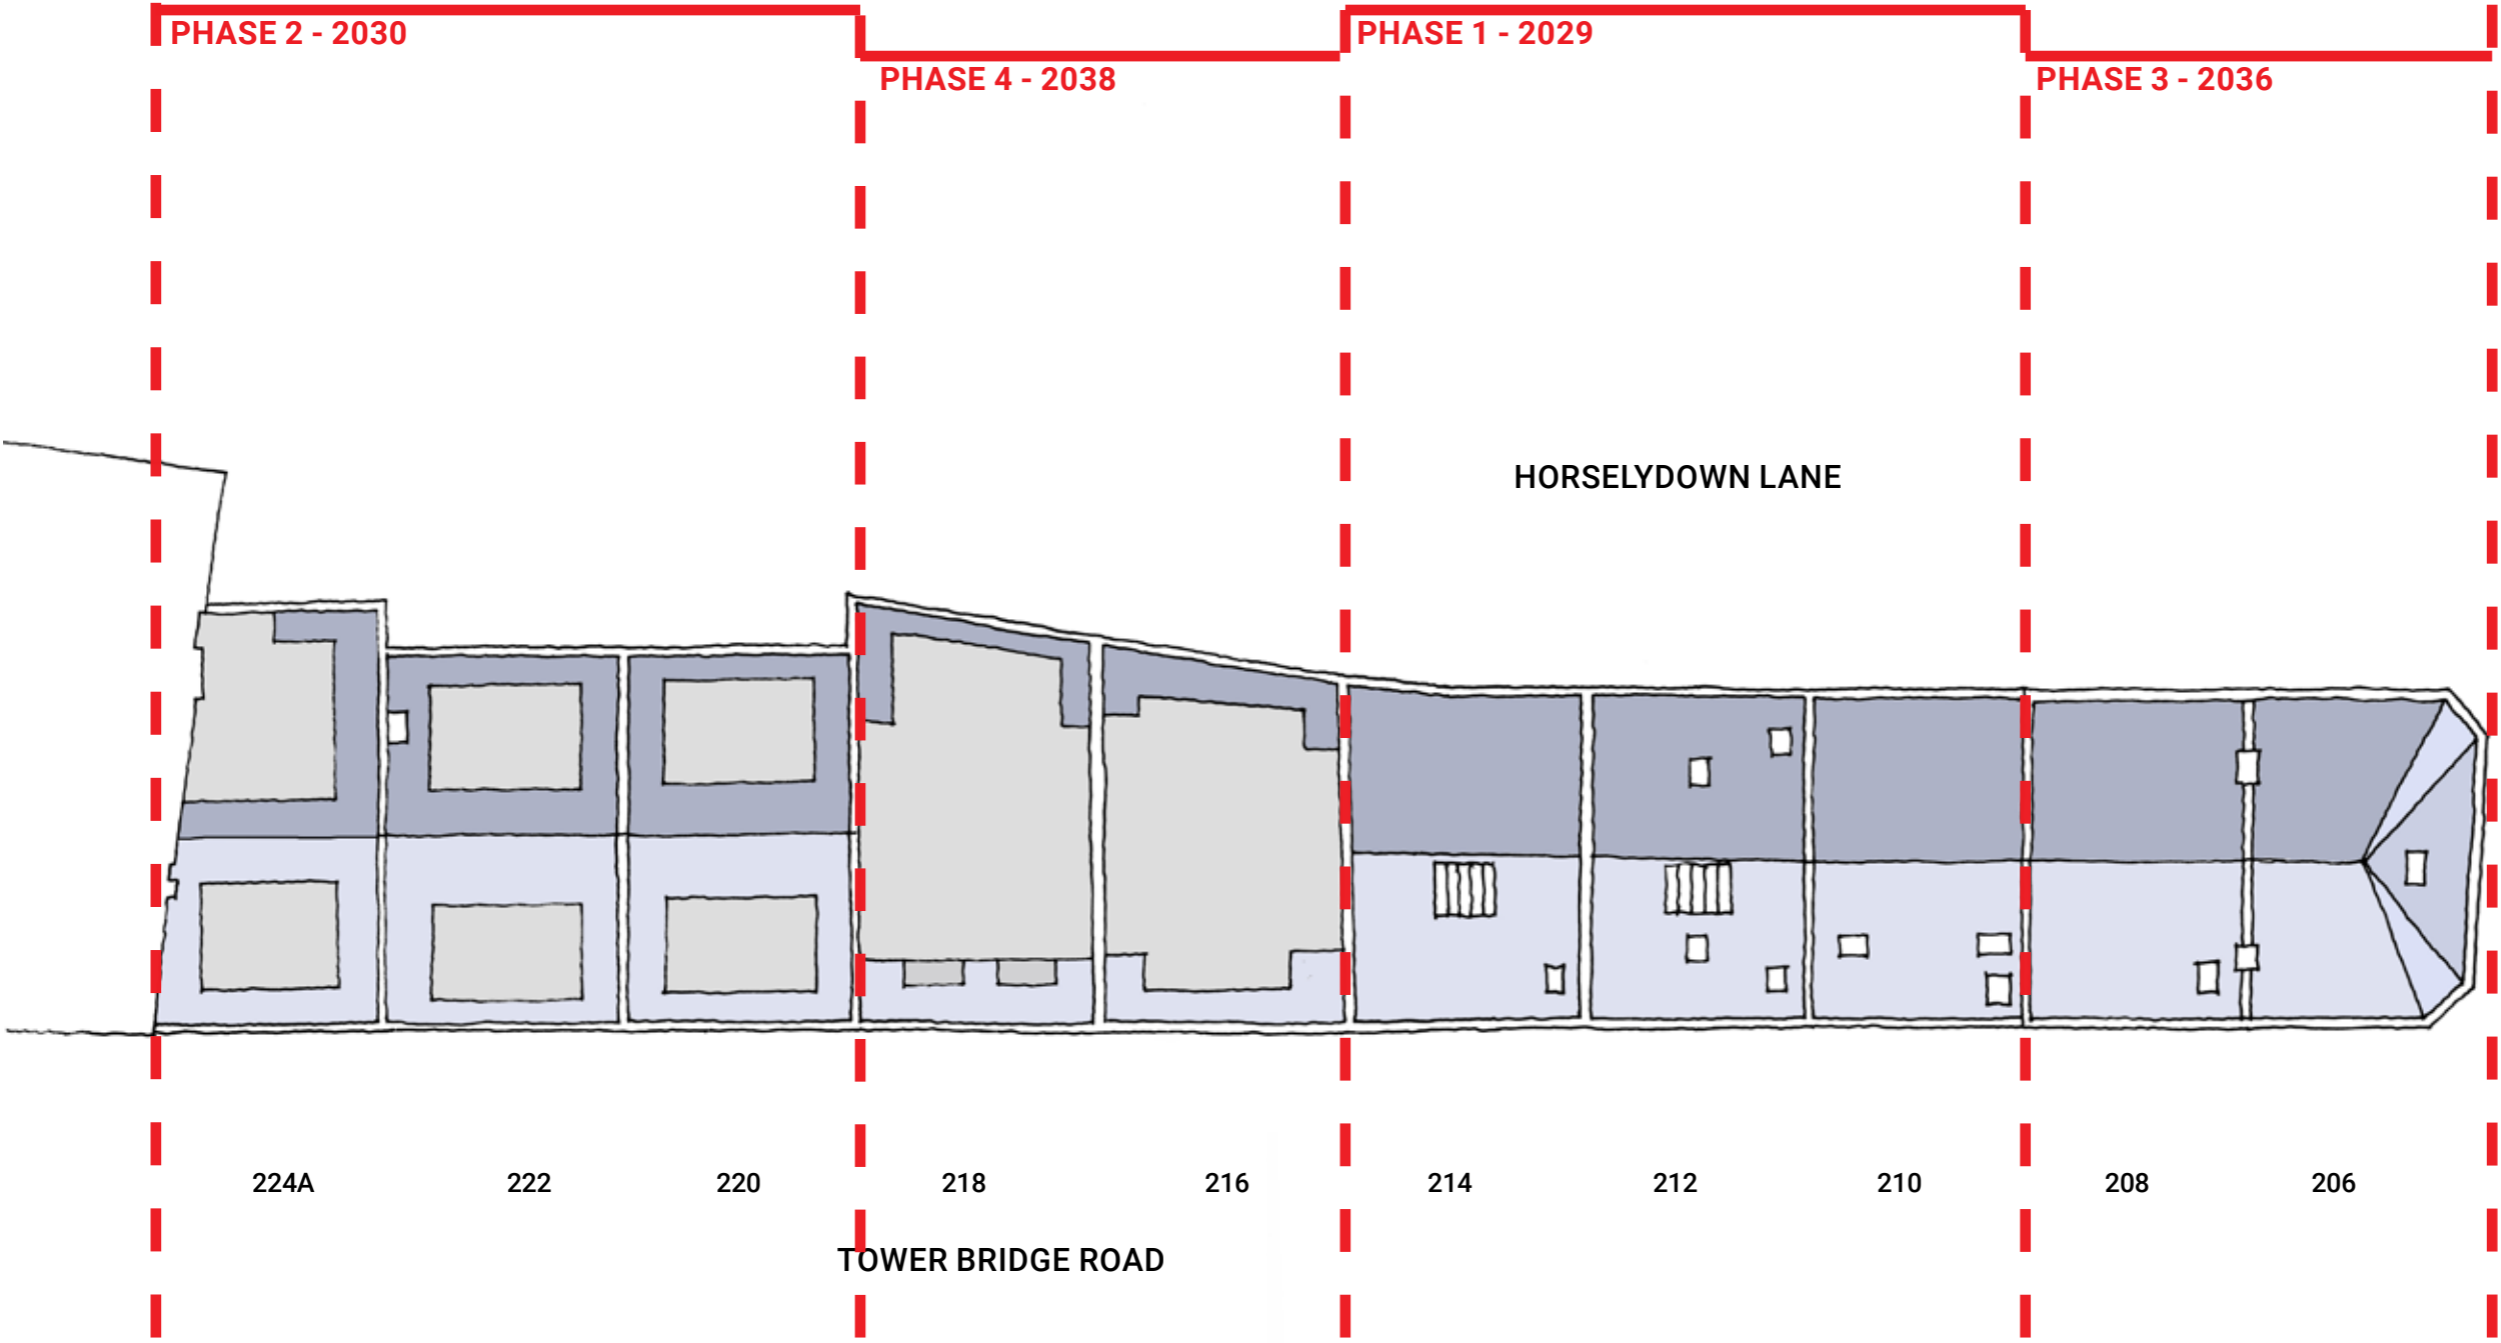 PHASE 2 - 2030
PHASE 1 - 2029
PHASE 4 - 2038
PHASE 3 - 2036
HORSELYDOWN LANE
224A 222 220 218 216 214 212 210 208 206
TOWER BRIDGE ROAD